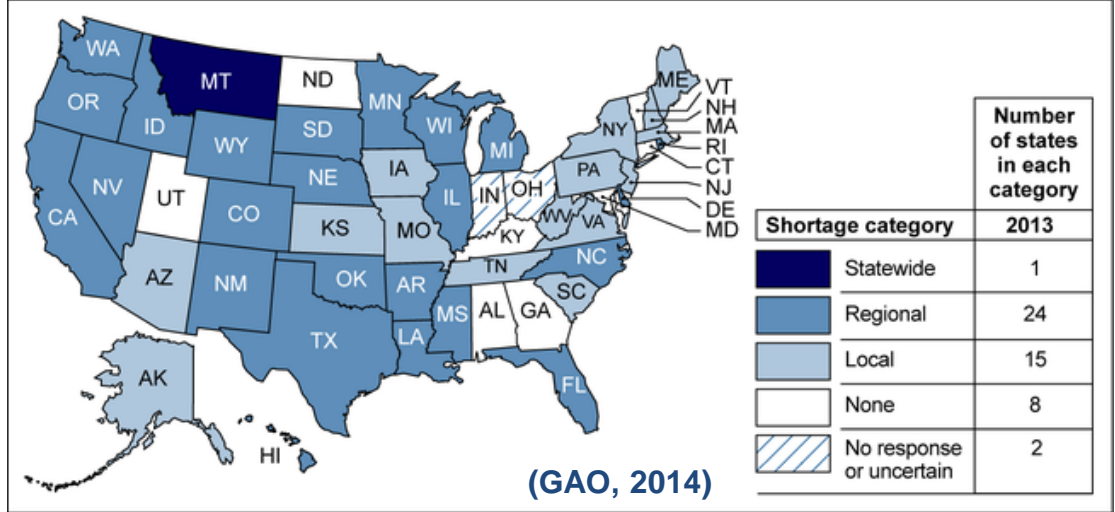 WA
MT
ND
MN
OR
ID
SD
WI
MI
WY
NY
ME
VT
NH
MA
RI
CT
NJ
DE
MD
NV
UT
NE
IA
IL
IN
OH
PA
CA
CO
KS
MO
KY
WV
VA
AZ
NM
OK
AR
TN
NC
SC
TX
LA
MS
AL
GA
FL
AK
HI
(GAO, 2014)
Number
of states
in each
category
Shortage category 2013
Statewide 1
Regional 24
Local 15
None 8
No response 2
or uncertain